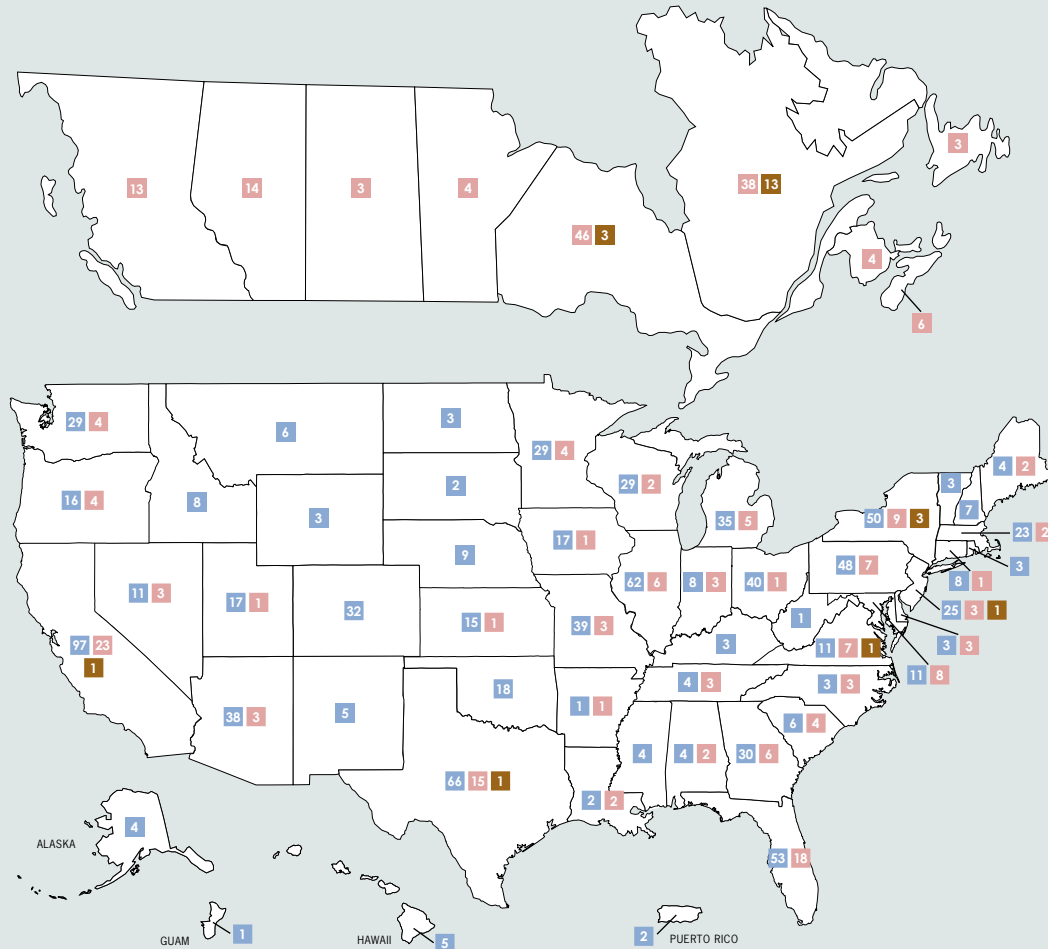 3
13 14 3 4 38 13
46 3
4
6
29 4 6 3 29 4 4 2
2 29 2 3
16 4 8 3 35 5 50 9 3 7
9 17 1 23 2
11 3 17 1 32 62 6 8 3 40 1 48 7 3
8 1
15 1 39 3 1 25 3 1
97 23 3 11 7 1 3 3
1 18 4 3 3 3 11 8
38 3 5 1 1 6 4
66 15 1 4 4 2 30 6
2 2
4
ALASKA
53 18
GUAM 1 HAWAII 5 2 PUERTO RICO